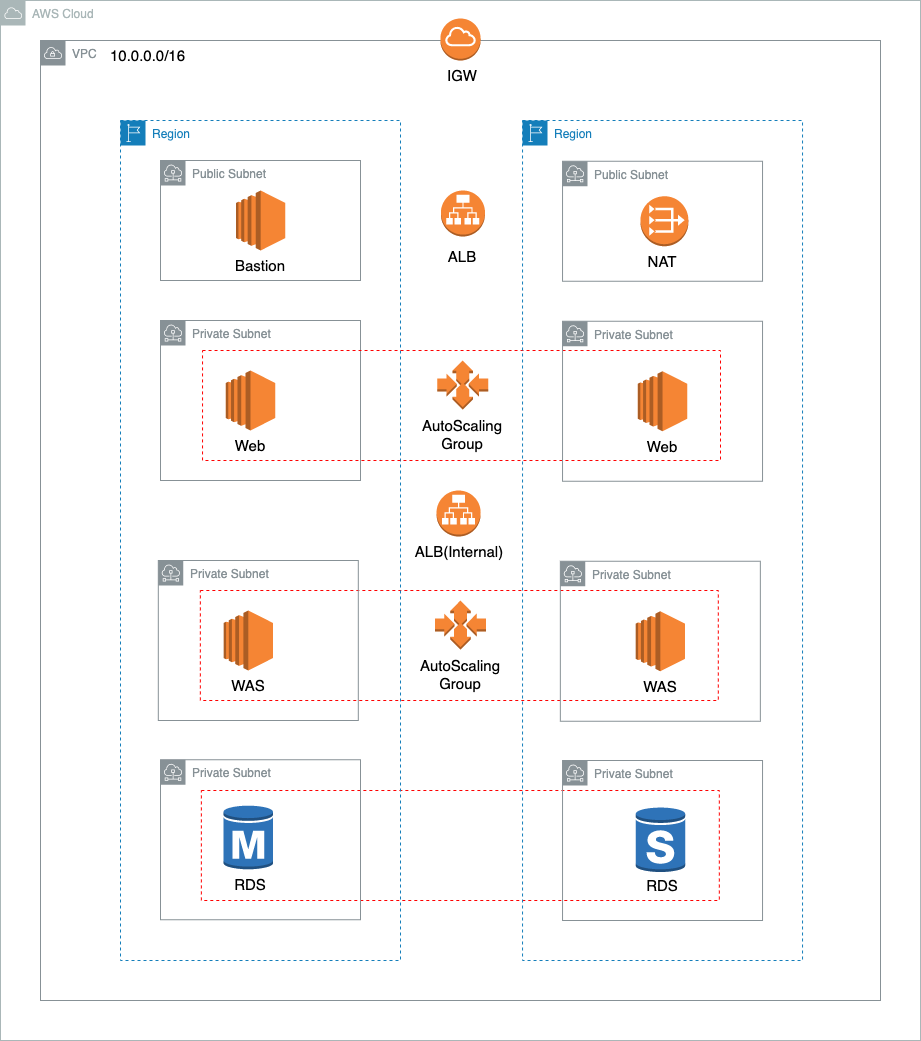 AWS Cloud
VPC 10.0.0.0/16
IGW
Region
Region
Public Subnet
Public Subnet
Bastion
ALB
NAT
Private Subnet
Private Subnet
Web
AutoScaling
Group
Web
ALB(Internal)
Private Subnet
Private Subnet
WAS
AutoScaling
Group
WAS
Private Subnet
Private Subnet
M
S
RDS
RDS